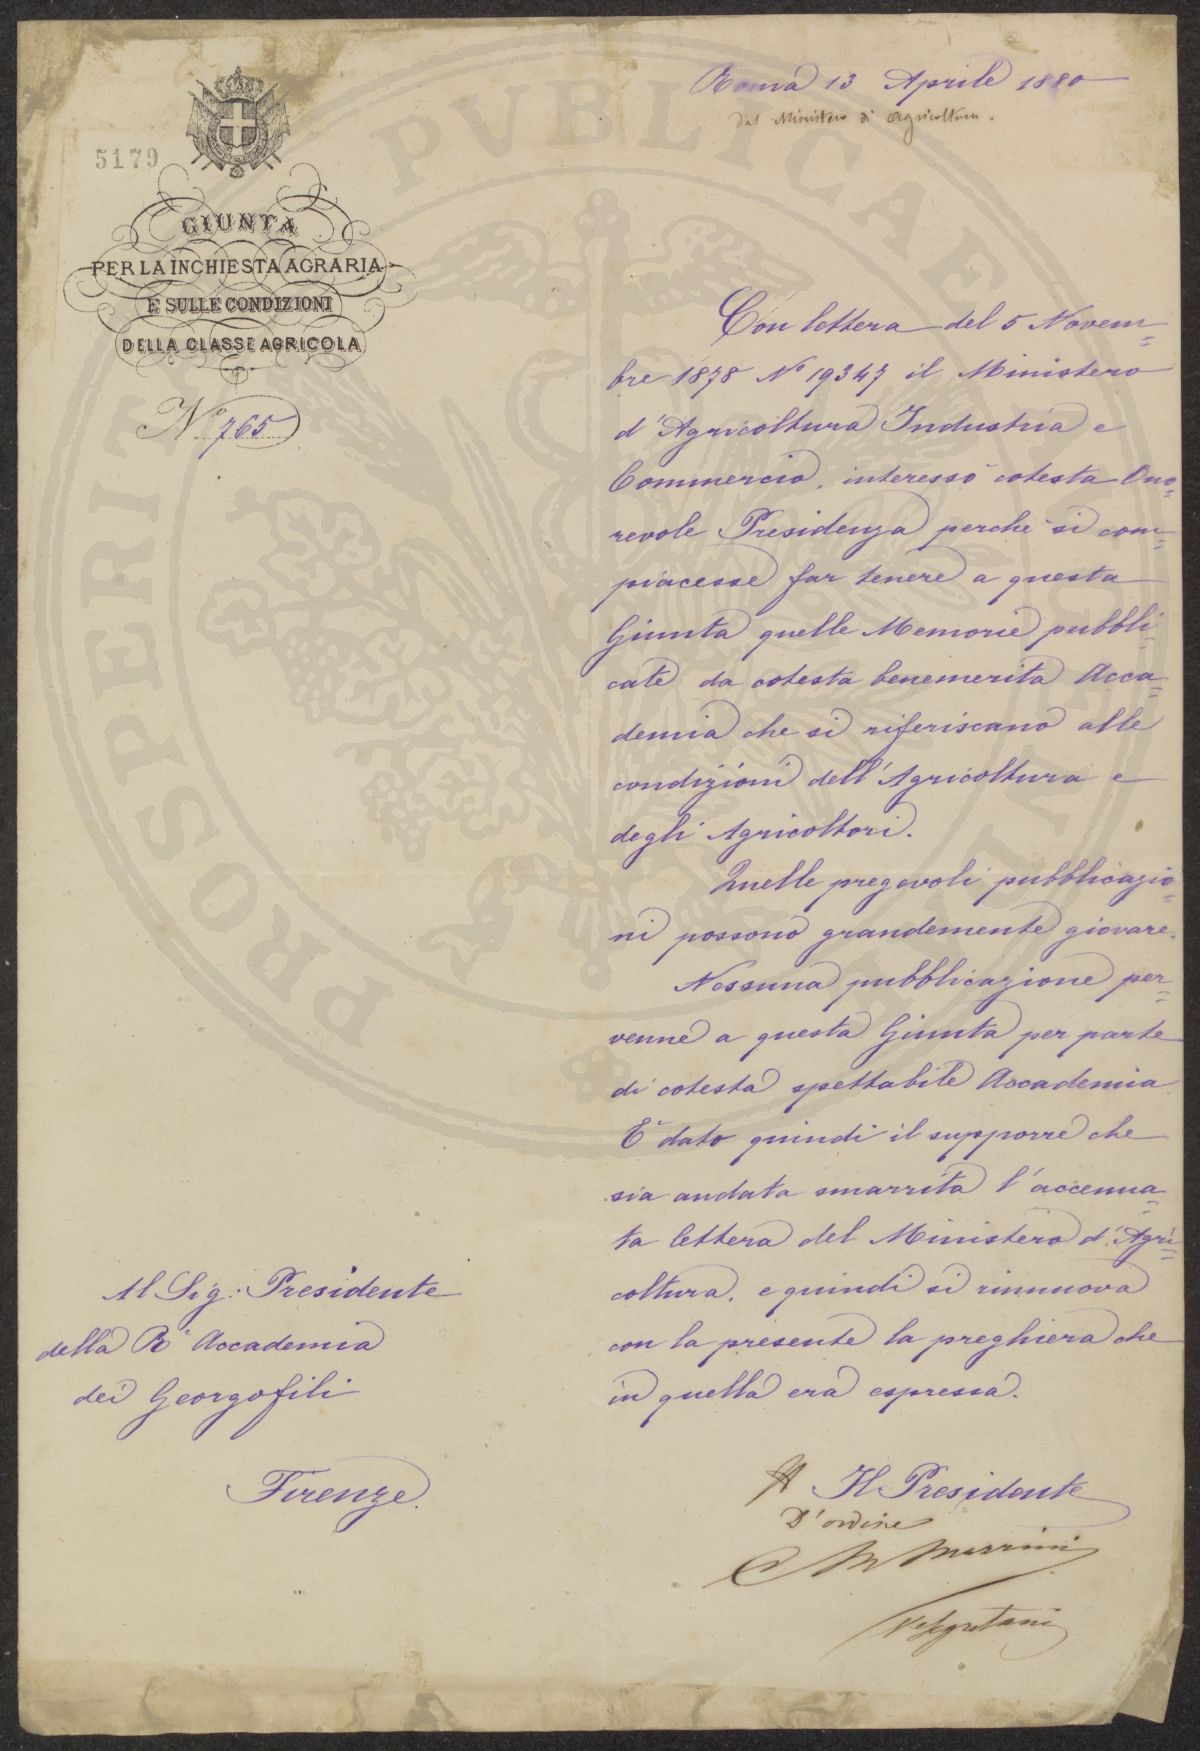 Roma 13 Aprile 1880
dal Ministero di Agricoltura.
5179
GIUNTA
PER LA INCHIESTA AGRARIA
E SULLE CONDIZIONI
DELLA CLASSE AGRICOLA
N° 765
Con lettera del 5 Novem=
bre 1878 N° 19347 il Ministero
d'Agricoltura Industria e
Commercio, interessò cotesta Ono=
revole Presidenza perchè si com=
piacesse far tenere a questa
Giunta quelle Memorie pubbli=
cate da cotesta benemerita Acca=
demia che si riferiscano alle
condizioni dell'Agricoltura e
degli Agricoltori.
Quelle pregevoli pubblicazio=
ni possono grandemente giovare.
Nessuna pubblicazione per=
venne a questa Giunta per parte
di cotesta spettabile Accademia
E' dato quindi il supporre che
sia andata smarrita l'accenna=
ta lettera del Ministero d'Agri=
coltura, e quindi si rinnuova
con la presente la preghiera che
in quella era espressa.
Al Sig: Presidente
della Rª Accademia
dei Georgofili
Firenze.
Il Presidente
D'ordine
V° Segretario
PROSPERITATI PUBLICAE